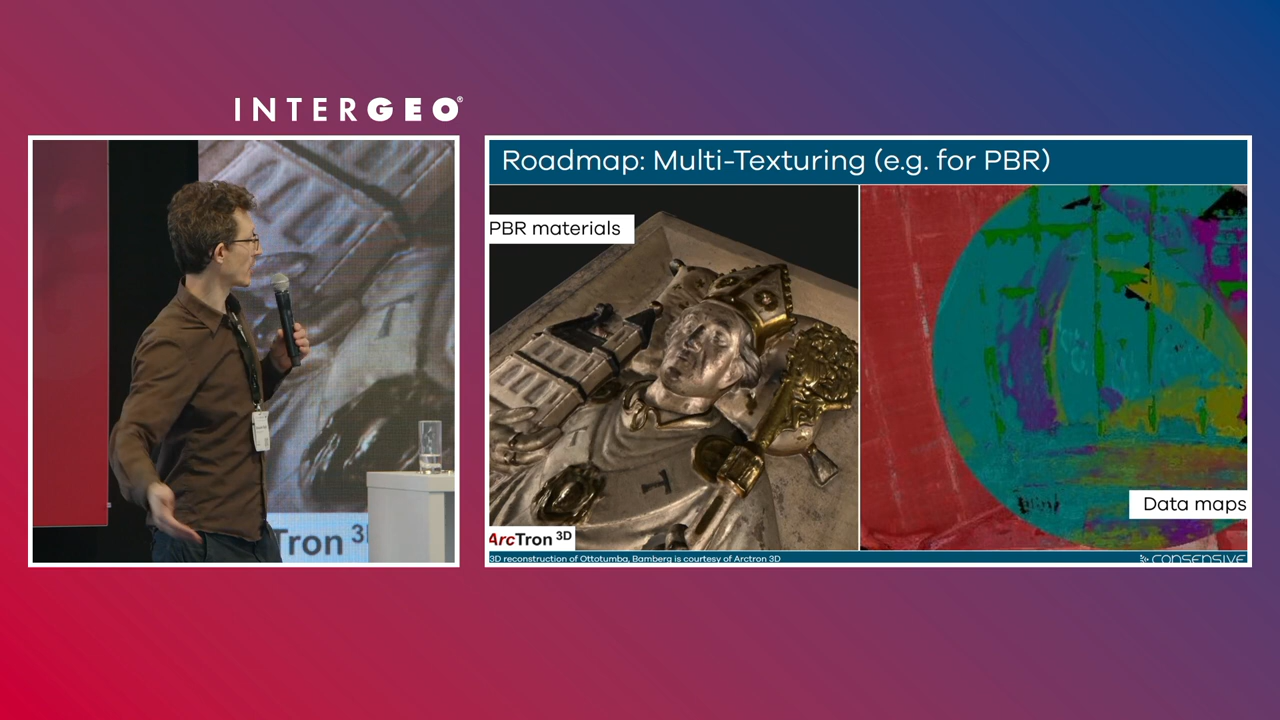 INTERGEO®
Roadmap: Multi-Texturing (e.g. for PBR)
PBR materials
Data maps
ArcTron 3D
3D reconstruction of Ottotumba, Bamberg is courtesy of Arctron 3D
CONSENSIVE
Tron 3D